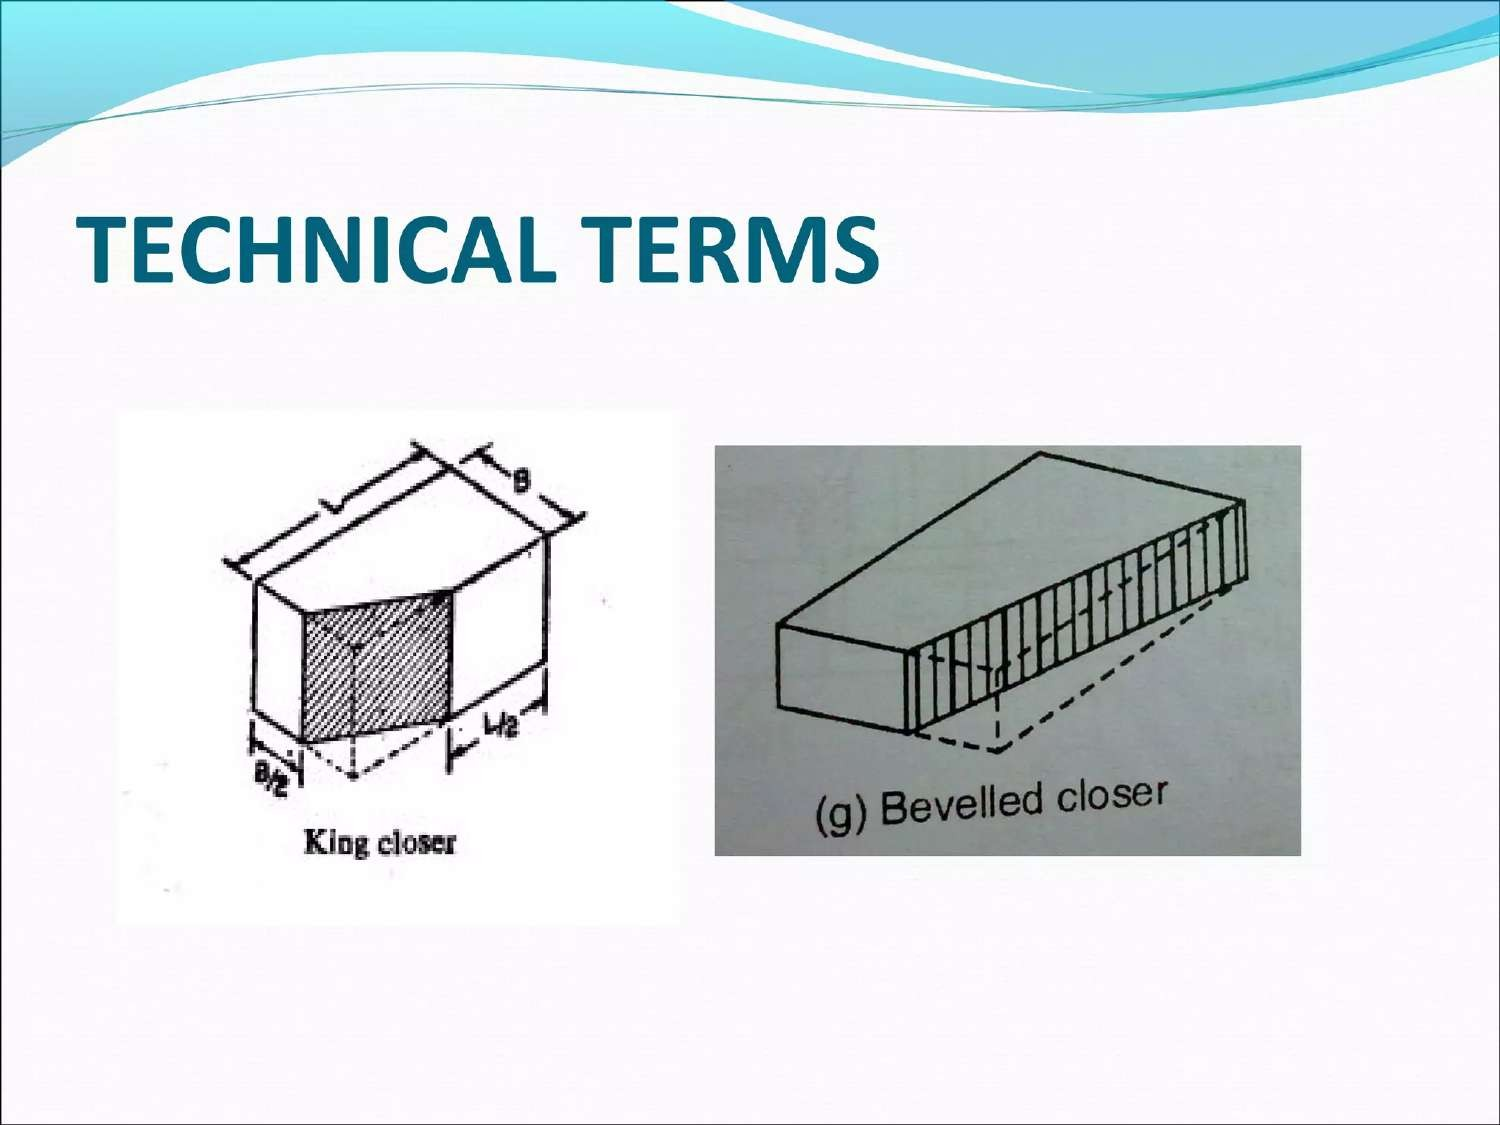 TECHNICAL TERMS
L
B
L/2
B/2
King closer
(g) Bevelled closer